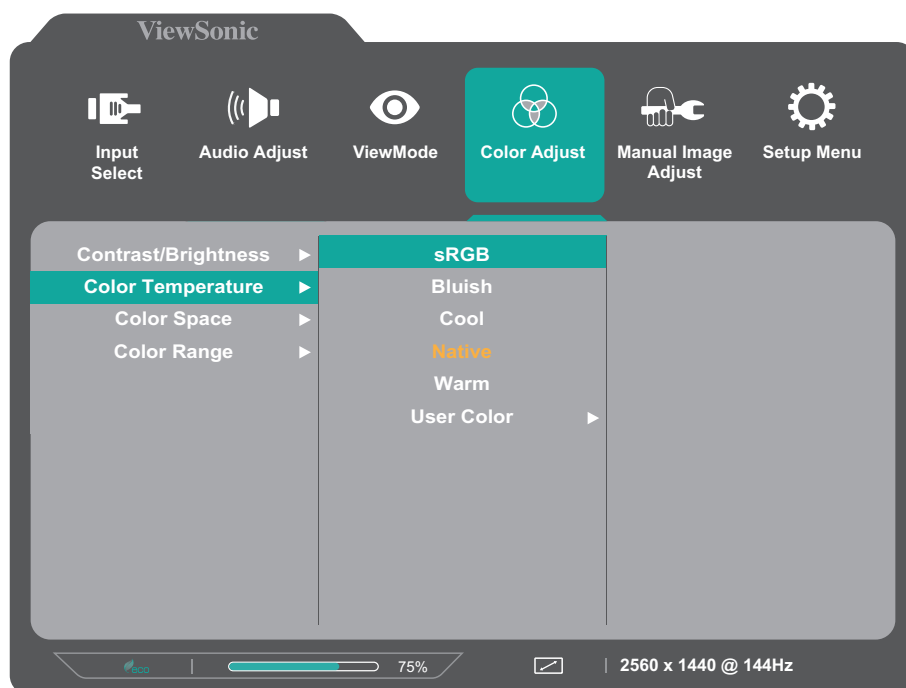 ViewSonic
Input
Select
Audio Adjust
ViewMode
Color Adjust
Manual Image
Adjust
Setup Menu
Contrast/Brightness
Color Temperature
Color Space
Color Range
sRGB
Bluish
Cool
Native
Warm
User Color
eco
75%
2560 x 1440 @ 144Hz